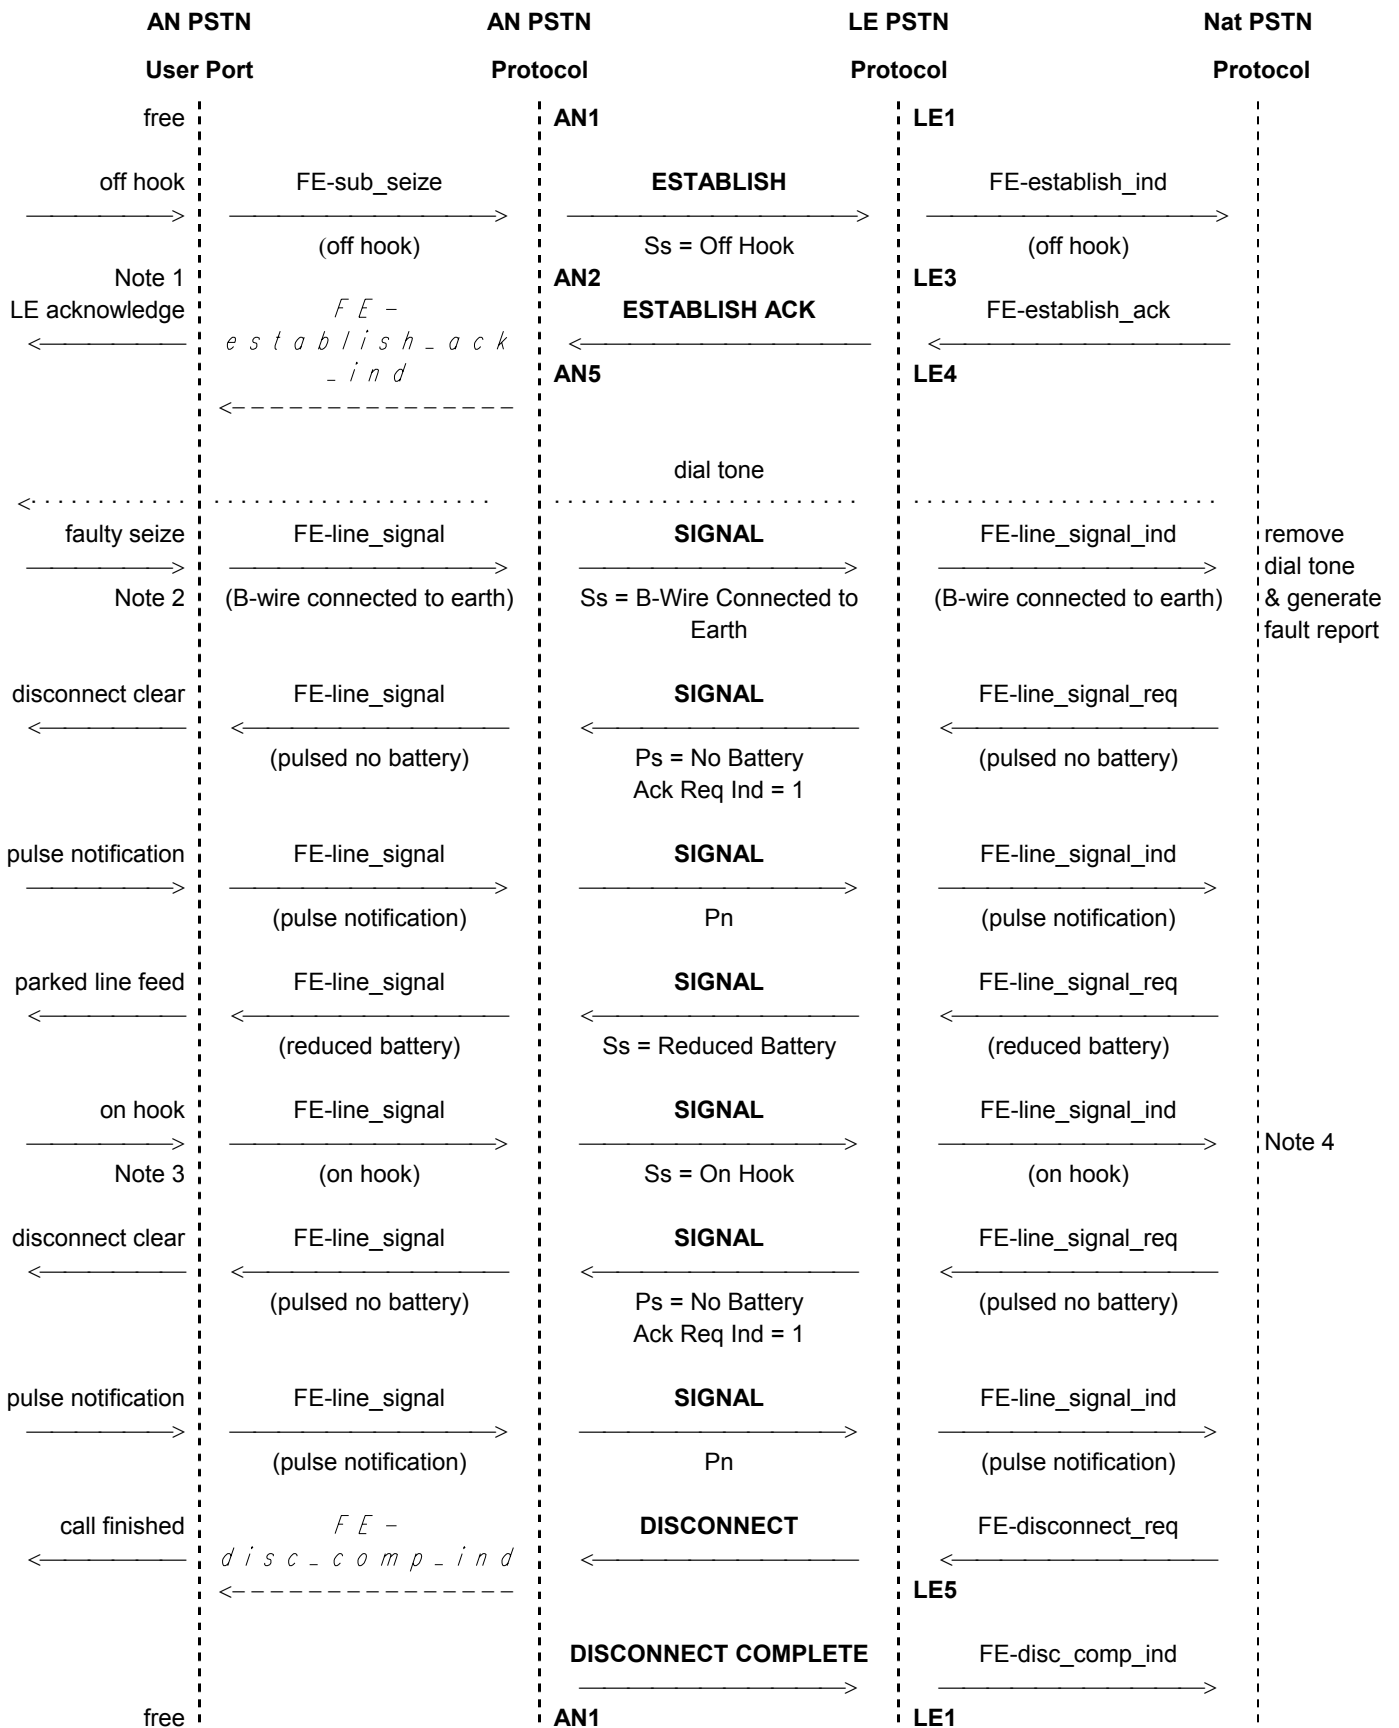 AN PSTN AN PSTN LE PSTN Nat PSTN
User Port Protocol Protocol Protocol
free AN1 LE1
off hook FE-sub_seize ESTABLISH FE-establish_ind
(off hook) Ss = Off Hook (off hook)
Note 1 AN2 LE3
LE acknowledge FE- ESTABLISH ACK FE-establish_ack
establish_ack
_ind AN5 LE4
dial tone
faulty seize FE-line_signal SIGNAL FE-line_signal_ind remove
dial tone
Note 2 (B-wire connected to earth) Ss = B-Wire Connected to (B-wire connected to earth) & generate
Earth fault report
disconnect clear FE-line_signal SIGNAL FE-line_signal_req
(pulsed no battery) Ps = No Battery (pulsed no battery)
Ack Req Ind = 1
pulse notification FE-line_signal SIGNAL FE-line_signal_ind
(pulse notification) Pn (pulse notification)
parked line feed FE-line_signal SIGNAL FE-line_signal_req
(reduced battery) Ss = Reduced Battery (reduced battery)
on hook FE-line_signal SIGNAL FE-line_signal_ind
Note 4
Note 3 (on hook) Ss = On Hook (on hook)
disconnect clear FE-line_signal SIGNAL FE-line_signal_req
(pulsed no battery) Ps = No Battery (pulsed no battery)
Ack Req Ind = 1
pulse notification FE-line_signal SIGNAL FE-line_signal_ind
(pulse notification) Pn (pulse notification)
call finished FE- DISCONNECT FE-disconnect_req
disc_comp_ind
LE5
DISCONNECT COMPLETE FE-disc_comp_ind
free AN1 LE1